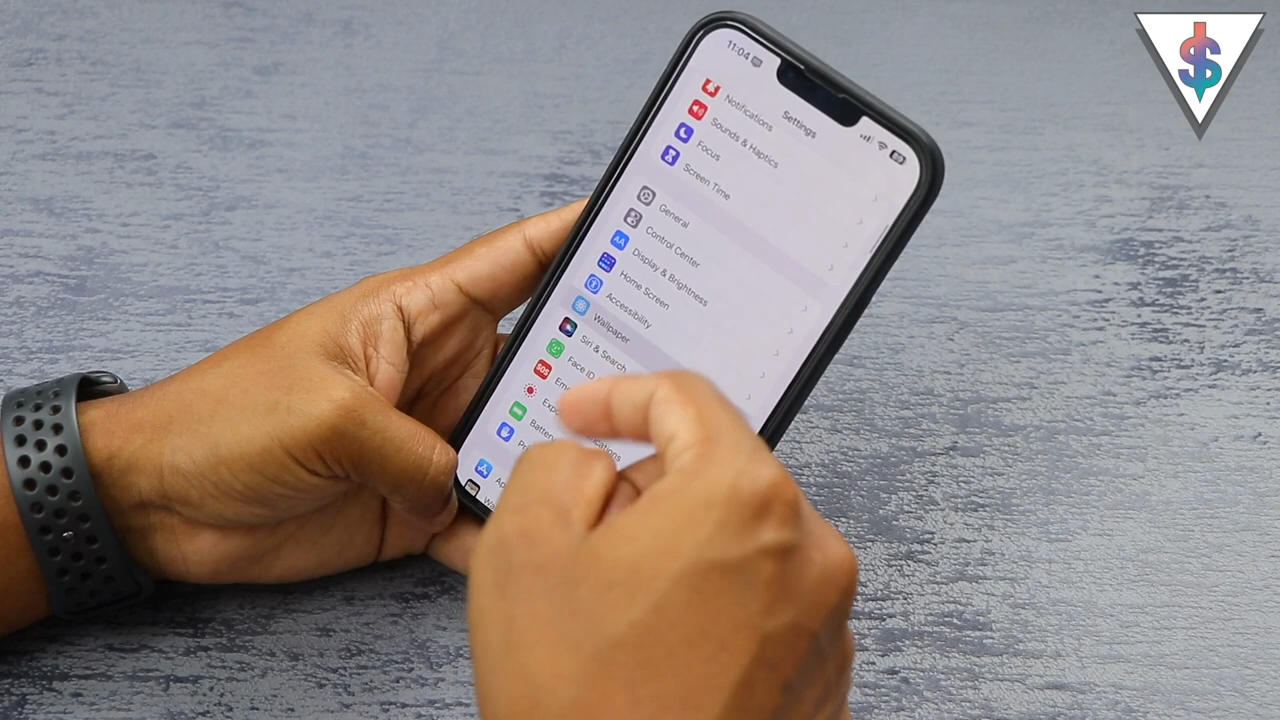 11:04
Settings
Notifications
Sounds & Haptics
Focus
Screen Time
General
Control Center
AA
Display & Brightness
Home Screen
Accessibility
Wallpaper
Siri & Search
Face ID
SOS
$